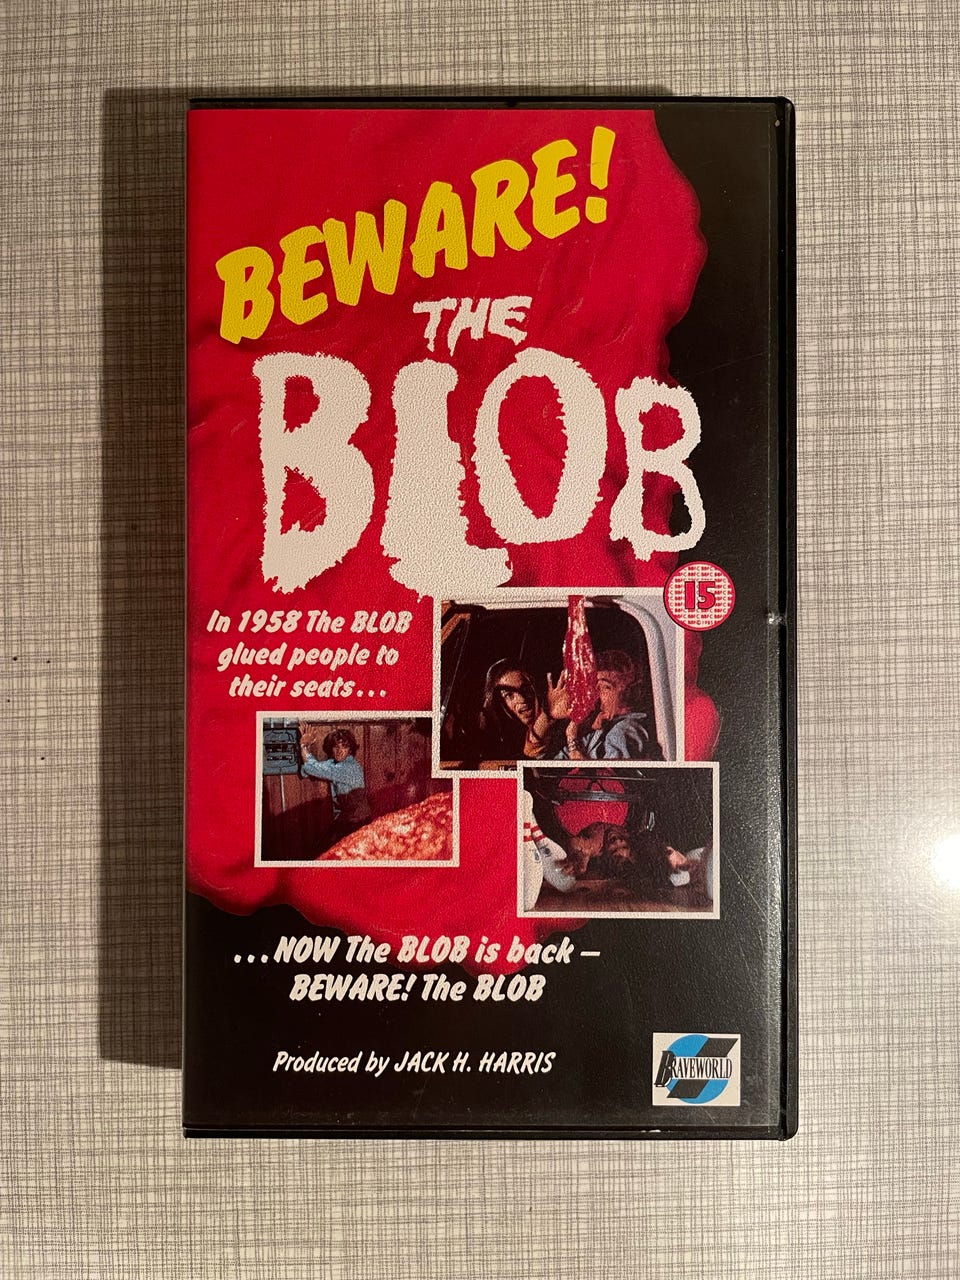 BEWARE!
THE
BLOB
15
In 1958 The BLOB
glued people to
their seats...
...NOW The BLOB is back –
BEWARE! The BLOB
Produced by JACK H. HARRIS
BRAVEWORLD